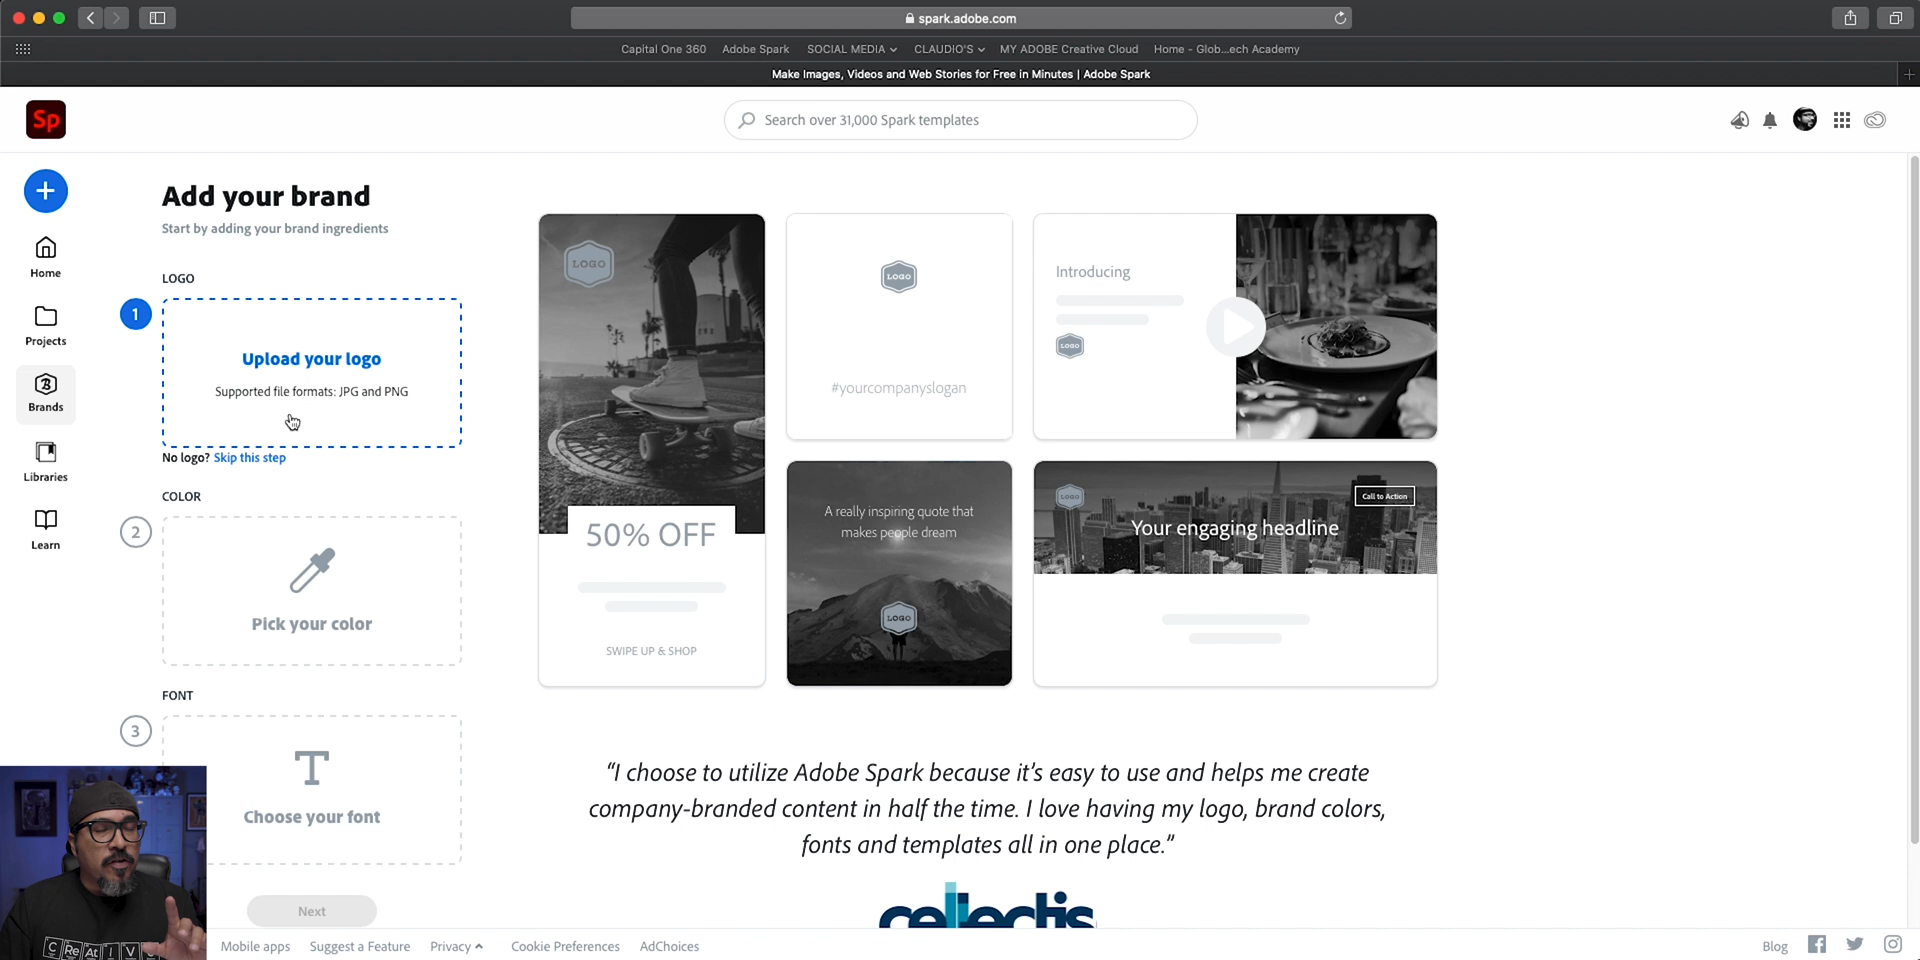 spark.adobe.com
Capital One 360
Adobe Spark
SOCIAL MEDIA
CLAUDIO'S
MY ADOBE Creative Cloud
Home - Glob...ech Academy
Make Images, Videos and Web Stories for Free in Minutes | Adobe Spark
Sp
Search over 31,000 Spark templates
Home
Projects
Brands
Libraries
Learn
Add your brand
Start by adding your brand ingredients
LOGO
1
Upload your logo
Supported file formats: JPG and PNG
No logo? Skip this step
COLOR
2
Pick your color
FONT
3
Choose your font
Next
LOGO
50% OFF
SWIPE UP & SHOP
LOGO
#yourcompanyslogan
Introducing
LOGO
A really inspiring quote that
makes people dream
LOGO
LOGO
Call to Action
Your engaging headline
“I choose to utilize Adobe Spark because it’s easy to use and helps me create
company-branded content in half the time. I love having my logo, brand colors,
fonts and templates all in one place.”
cellectis
CReAtIV
Mobile apps
Suggest a Feature
Privacy
Cookie Preferences
AdChoices
Blog